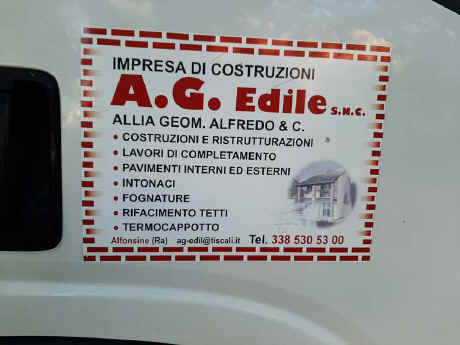 IMPRESA DI COSTRUZIONI
A.G. Edile S.N.C.
ALLIA GEOM. ALFREDO & C.
• COSTRUZIONI E RISTRUTTURAZIONI
• LAVORI DI COMPLETAMENTO
• PAVIMENTI INTERNI ED ESTERNI
• INTONACI
• FOGNATURE
• RIFACIMENTO TETTI
• TERMOCAPPOTTO
Alfonsine (Ra) ag-edil@tiscali.it Tel. 338 530 53 00